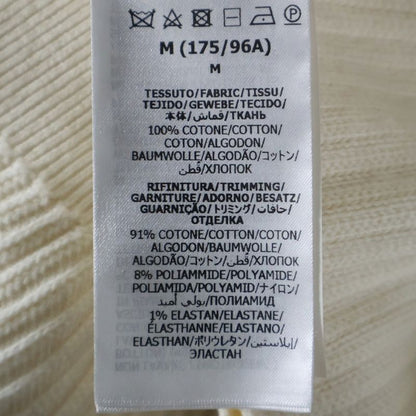 M (175/96A)
M
TESSUTO/FABRIC/TISSU/
TEJIDO/GEWEBE/TECIDO/
本体/قماش/ТКАНЬ
100% COTONE/COTTON/
COTON/ALGODON/
BAUMWOLLE/ALGODÃO/コットン/
قطن/ХЛОПОК
RIFINITURA/TRIMMING/
GARNITURE/ADORNO/BESATZ/
GUARNIÇÃO/トリミング/حافات/
ОТДЕЛКА
91% COTONE/COTTON/COTON/
ALGODON/BAUMWOLLE/
ALGODÃO/コットン/قطن/ХЛОПОК
8% POLIAMMIDE/POLYAMIDE/
POLIAMIDA/POLYAMID/ナイロン/
بولي أميد/ПОЛИАМИД
1% ELASTAN/ELASTANE/
ÉLASTHANNE/ELASTANO/
ELASTHAN/ポリウレタン/إيلاستين/
ЭЛАСТАН